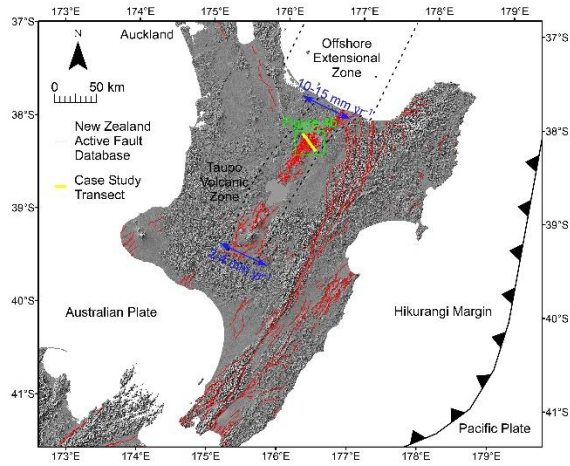 173°E 174°E 175°E 176°E 177°E 178°E 179°E
37°S
37°S
Auckland
N
Offshore
Extensional
Zone
0 50 km
10-15 mm yr⁻¹
38°S
38°S
New Zealand
Active Fault
Database
Case Study
Transect
Taupo
Volcanic
Zone
39°S
39°S
40°S
40°S
Australian Plate
Hikurangi Margin
41°S
41°S
Pacific Plate
173°E 174°E 175°E 176°E 177°E 178°E 179°E